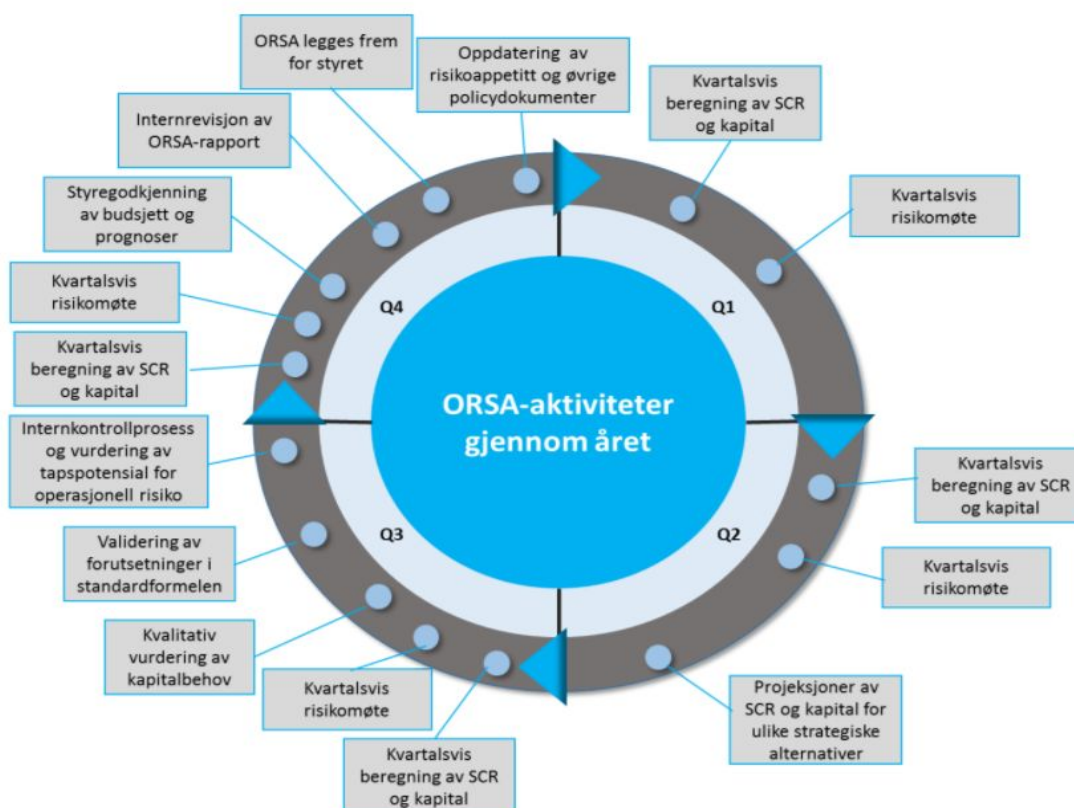 ORSA legges frem
for styret
Oppdatering av
risikoappetitt og øvrige
policydokumenter
Kvartalsvis
beregning av SCR
og kapital
Internrevisjon av
ORSA-rapport
Kvartalsvis
risikomøte
Styregodkjenning
av budsjett og
prognoser
Kvartalsvis
risikomøte
Kvartalsvis
beregning av SCR
og kapital
Q4
Q1
ORSA-aktiviteter
gjennom året
Internkontrollprosess
og vurdering av
tapspotensial for
operasjonell risiko
Kvartalsvis
beregning av SCR
og kapital
Q3
Q2
Validering av
forutsetninger i
standardformelen
Kvartalsvis
risikomøte
Kvalitativ
vurdering av
kapitalbehov
Kvartalsvis
risikomøte
Projeksjoner av
SCR og kapital for
ulike strategiske
alternativer
Kvartalsvis
beregning av SCR
og kapital